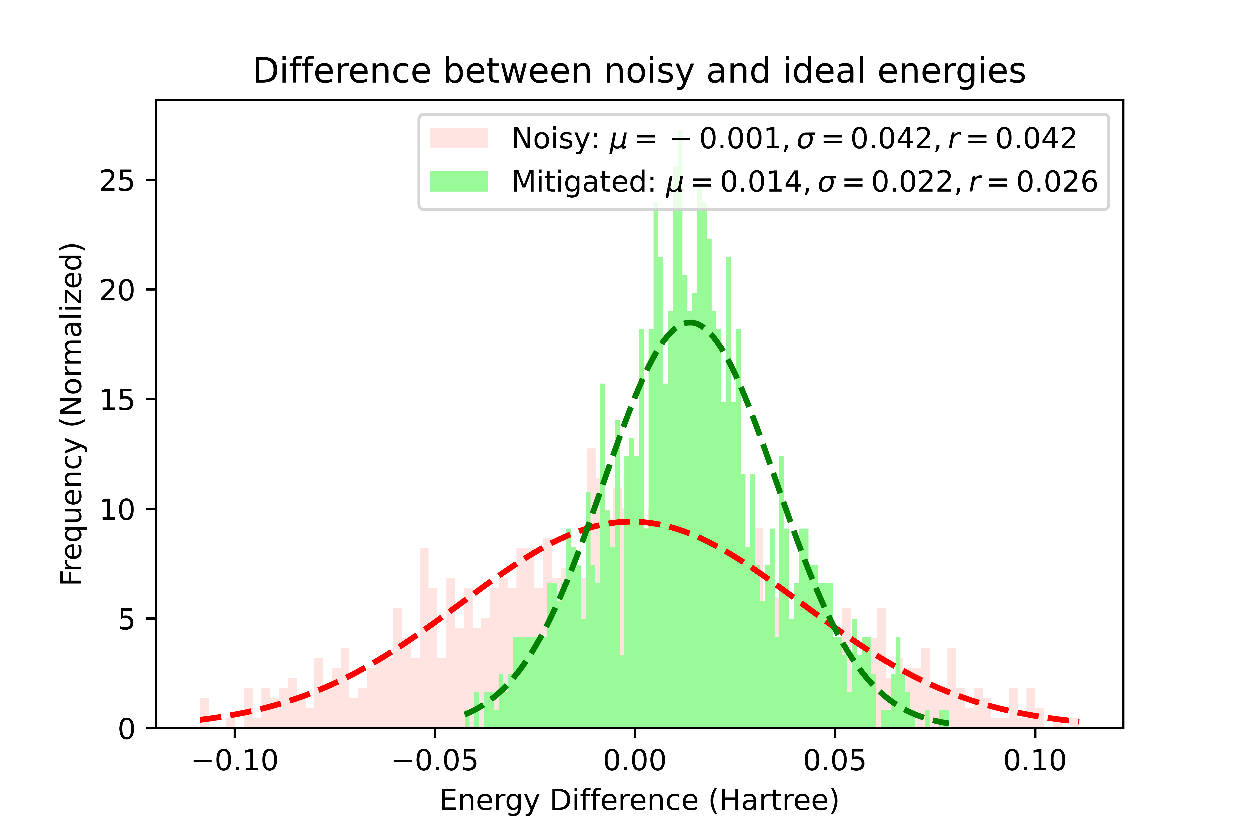 Difference between noisy and ideal energies
Noisy: μ = −0.001, σ = 0.042, r = 0.042
Mitigated: μ = 0.014, σ = 0.022, r = 0.026
Frequency (Normalized)
25
20
15
10
5
0
−0.10
−0.05
0.00
0.05
0.10
Energy Difference (Hartree)